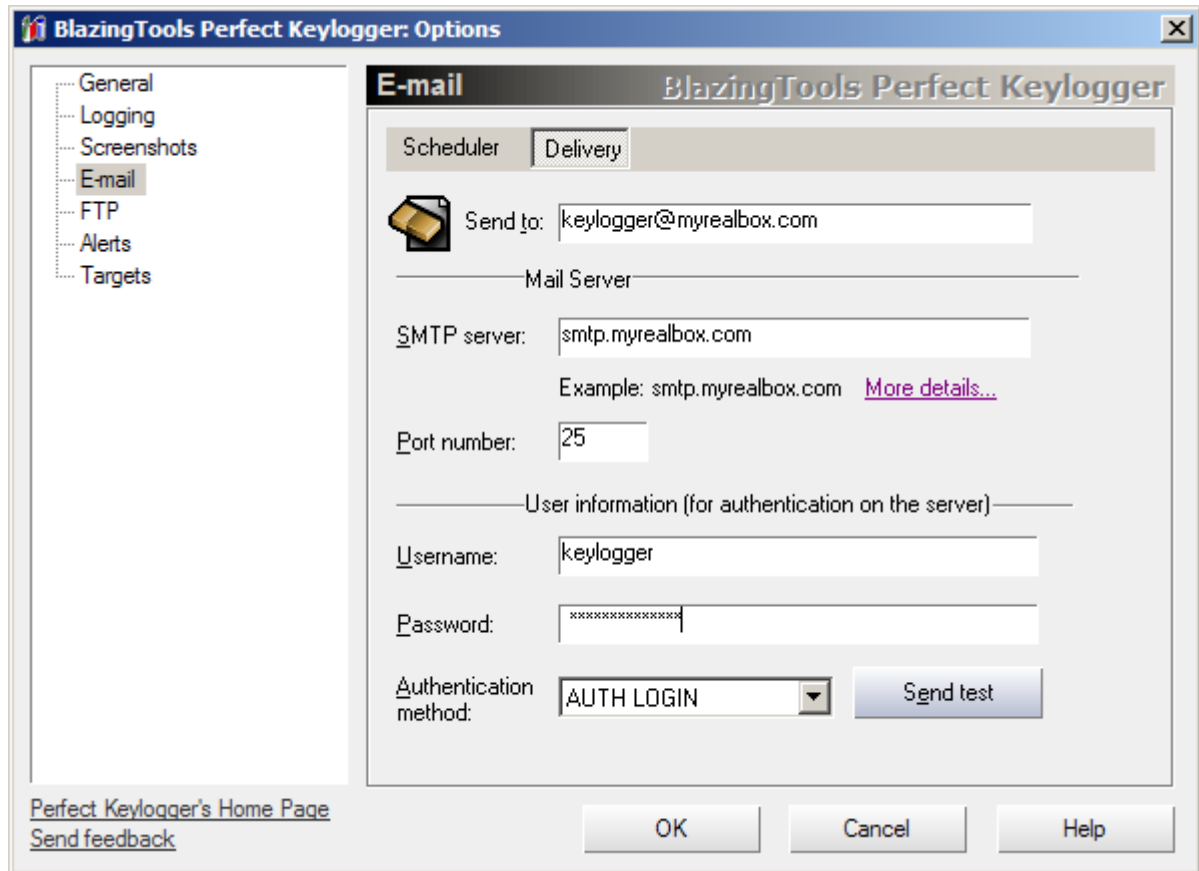 BlazingTools Perfect Keylogger: Options
General
Logging
Screenshots
E-mail
FTP
Alerts
Targets
Perfect Keylogger's Home Page
Send feedback
E-mail BlazingTools Perfect Keylogger
Scheduler Delivery
Send to: keylogger@myrealbox.com
Mail Server
SMTP server: smtp.myrealbox.com
Example: smtp.myrealbox.com More details...
Port number: 25
User information (for authentication on the server)
Username: keylogger
Password: **************
Authentication
method: AUTH LOGIN Send test
OK Cancel Help